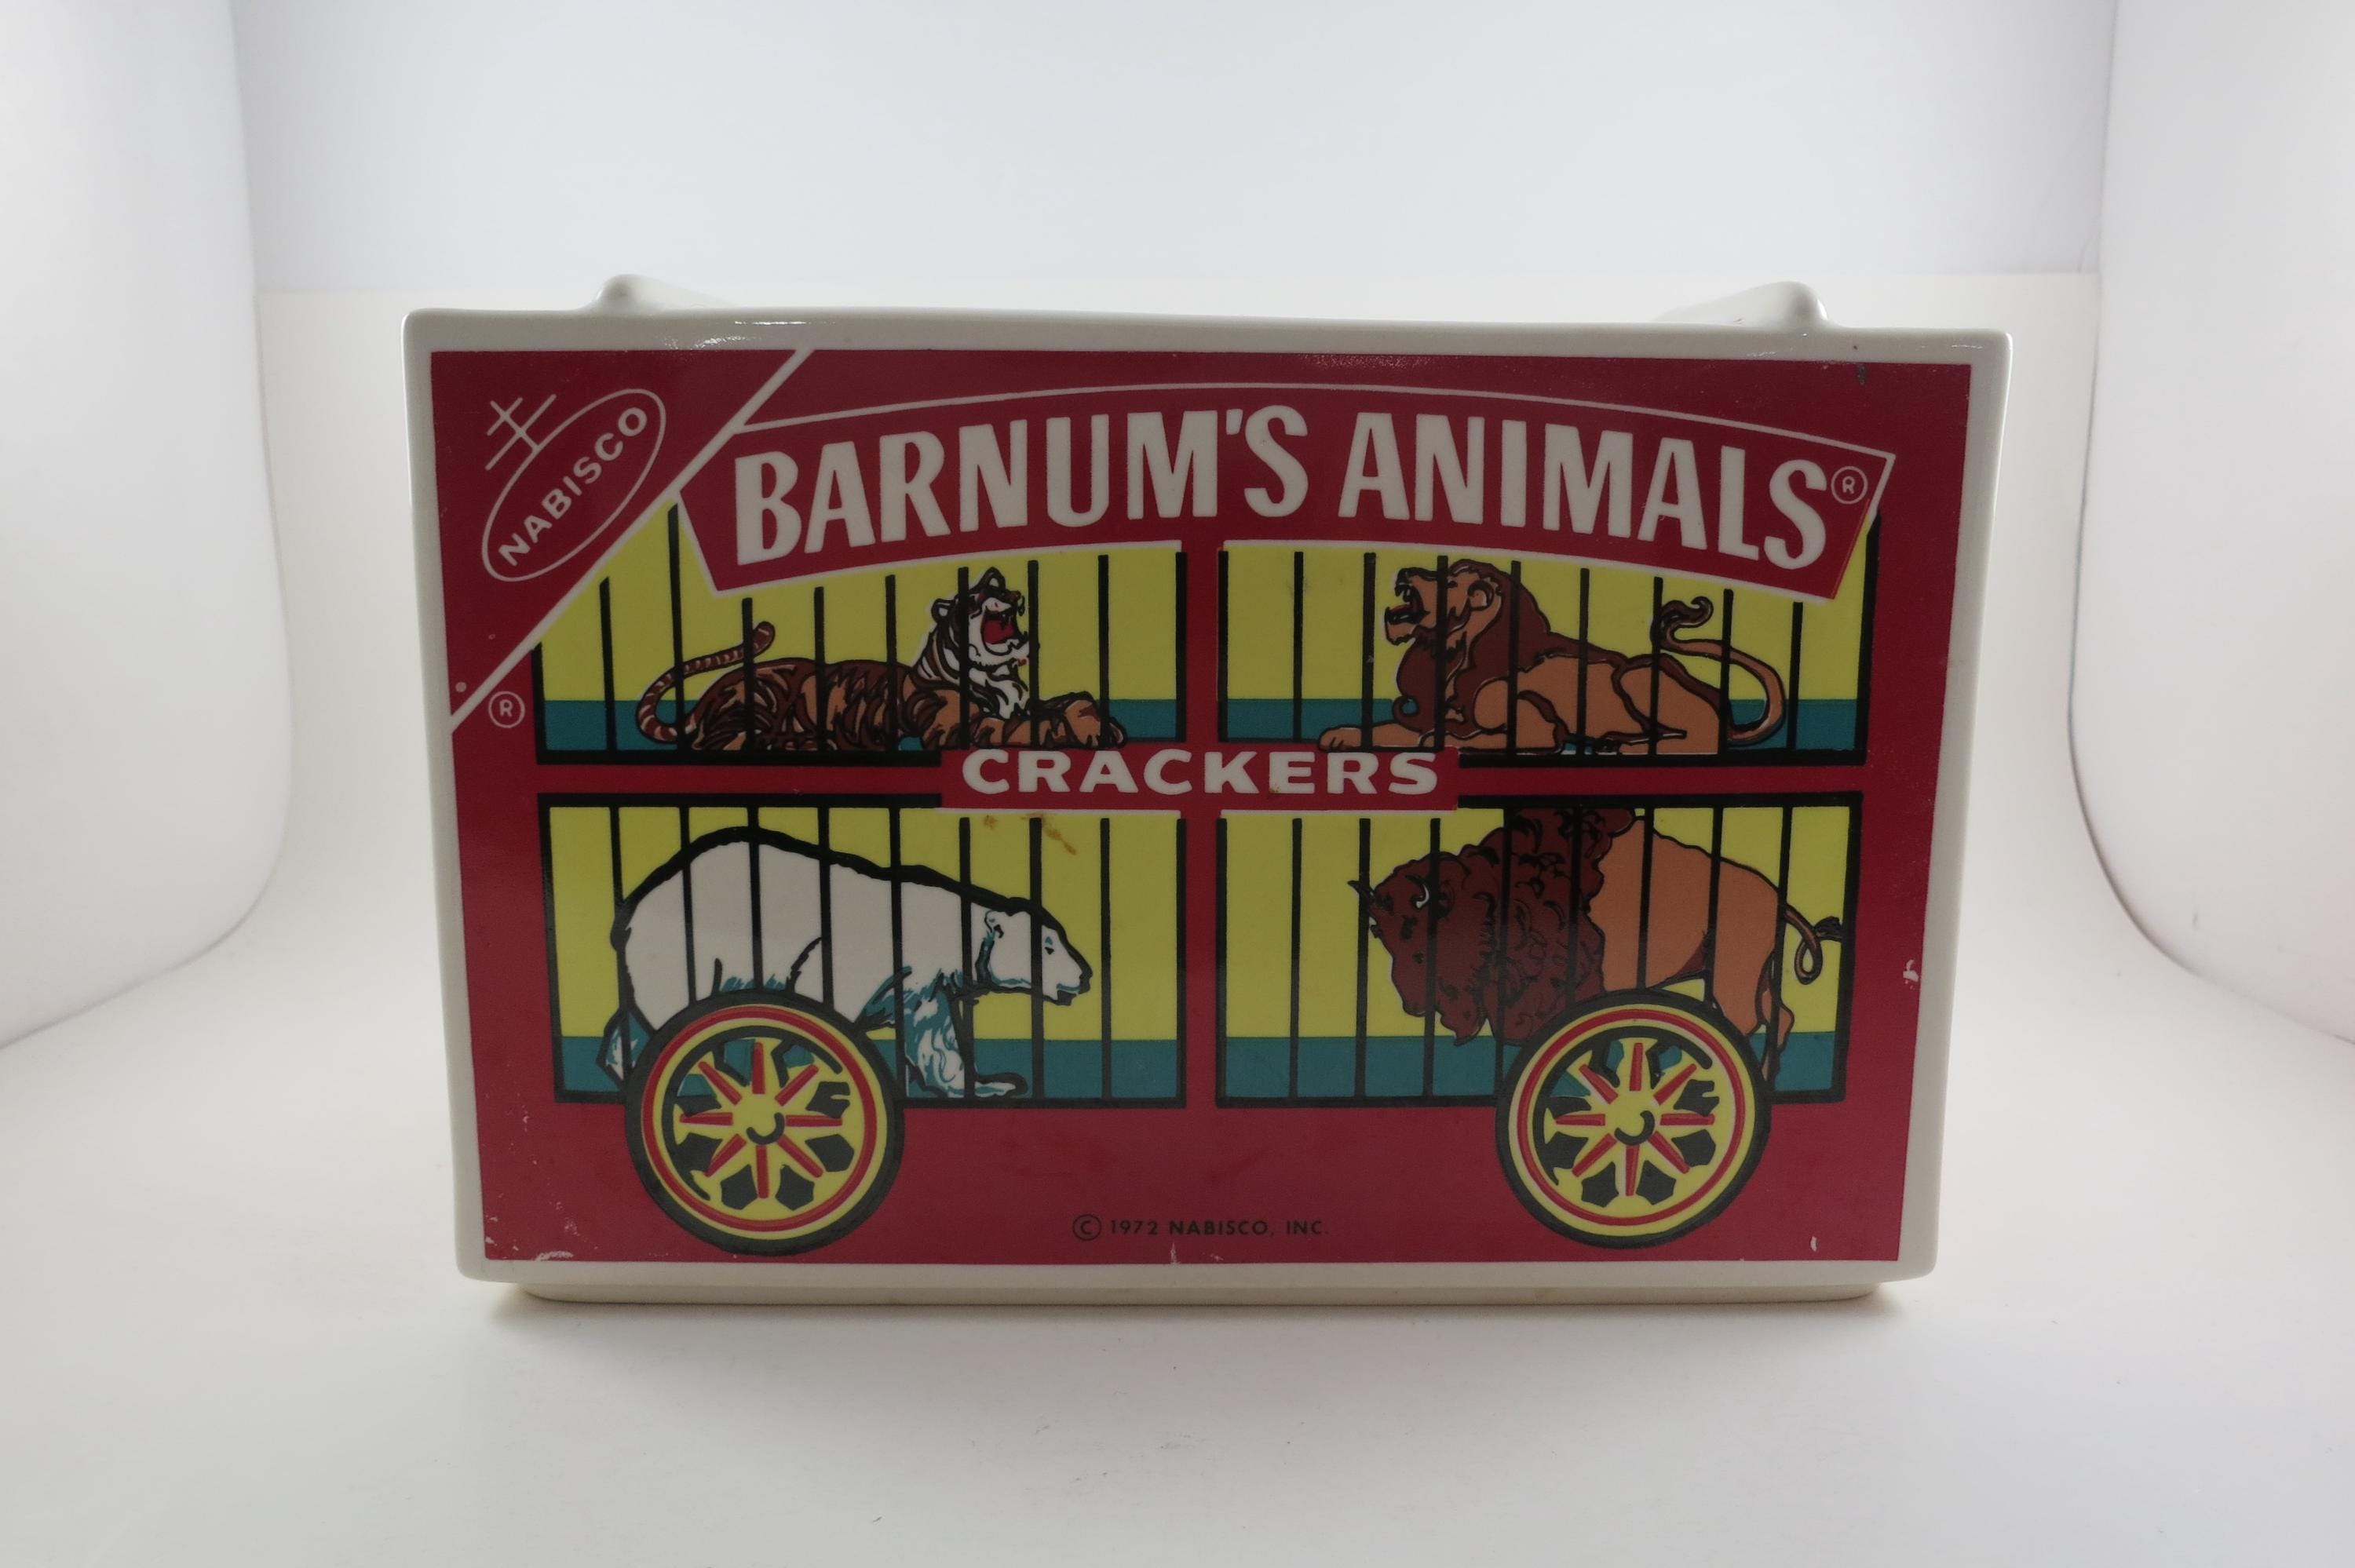 NABISCO
®
BARNUM'S ANIMALS®
CRACKERS
© 1972 NABISCO, INC.